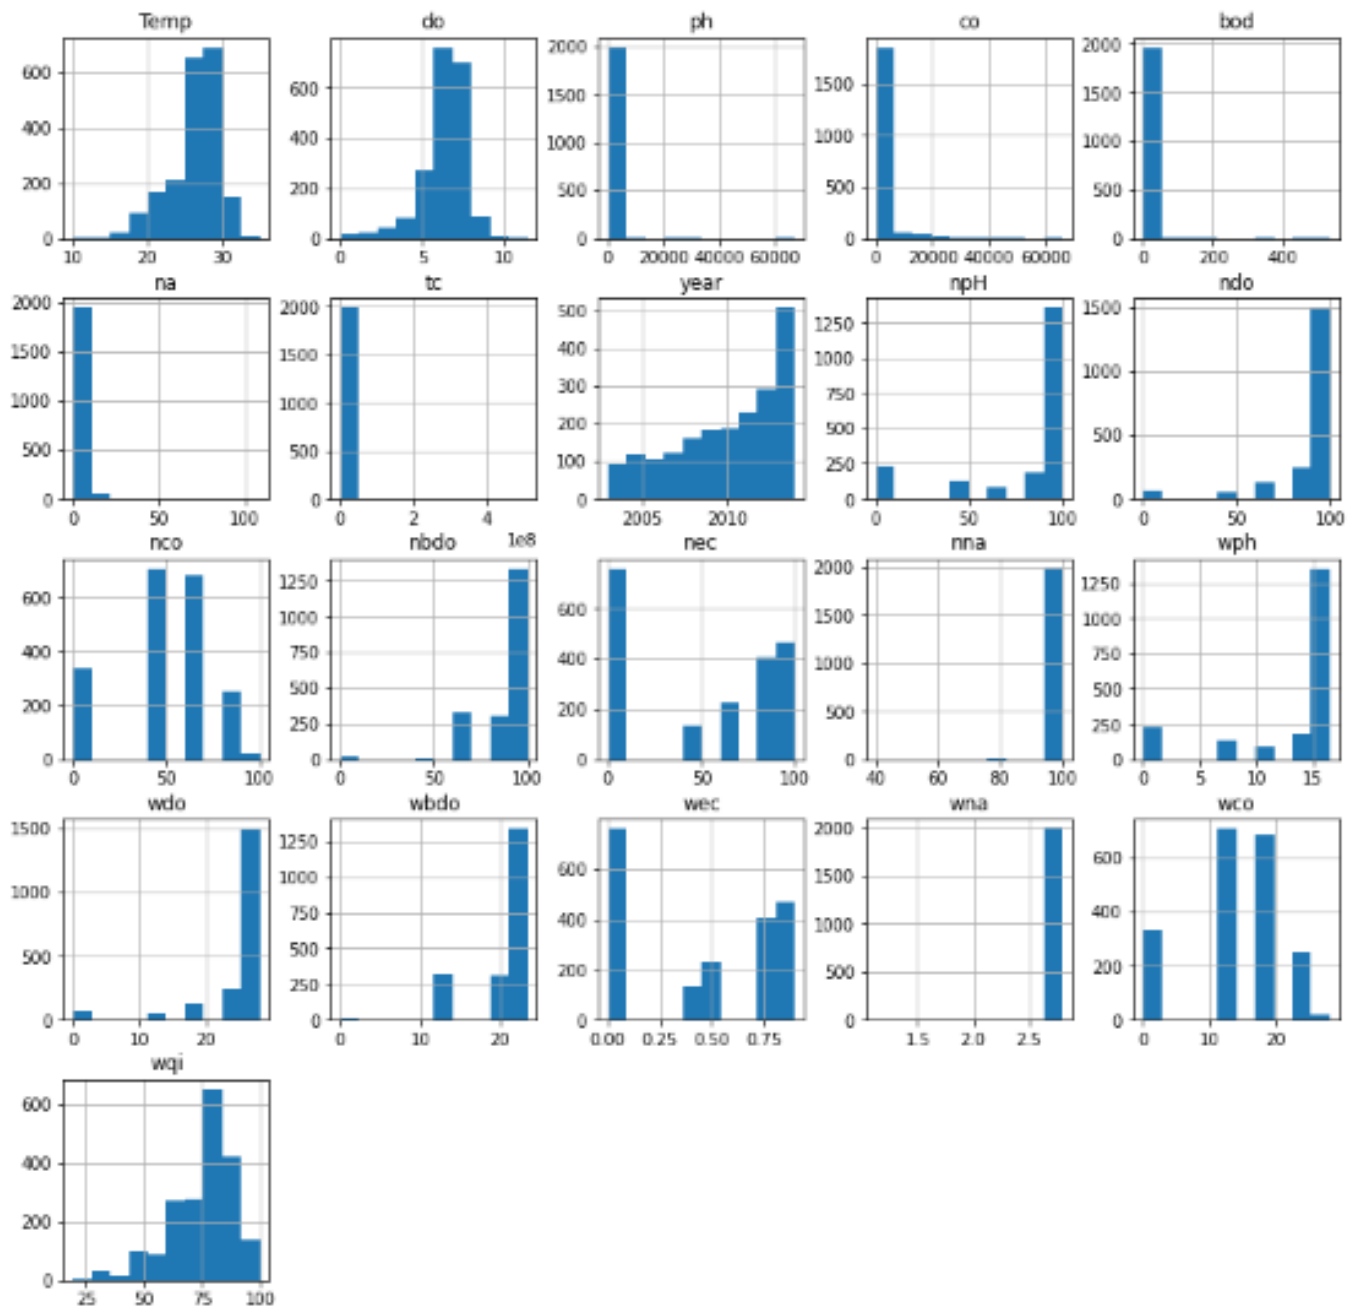 Temp do ph co bod
600 400 200 0 10 20 30
600 400 200 0 5 10
2000 1500 1000 500 0 0 20000 40000 60000
1500 1000 500 0 0 20000 40000 60000
2000 1500 1000 500 0 0 200 400
na tc year npH ndo
2000 1500 1000 500 0 0 50 100
2000 1500 1000 500 0 0 2 4 1e8
500 400 300 200 100 0 2005 2010
1250 1000 750 500 250 0 0 50 100
1500 1000 500 0 0 50 100
nco nbdo nec nna wph
600 400 200 0 0 50 100
1250 1000 750 500 250 0 0 50 100
600 400 200 0 0 50 100
2000 1500 1000 500 0 40 60 80 100
1250 1000 750 500 250 0 0 5 10 15
wdo wbdo wec wna wco
1500 1000 500 0 0 10 20
1250 1000 750 500 250 0 0 10 20
600 400 200 0 0.00 0.25 0.50 0.75
2000 1500 1000 500 0 1.5 2.0 2.5
600 400 200 0 0 10 20
wqi
600 400 200 0 25 50 75 100